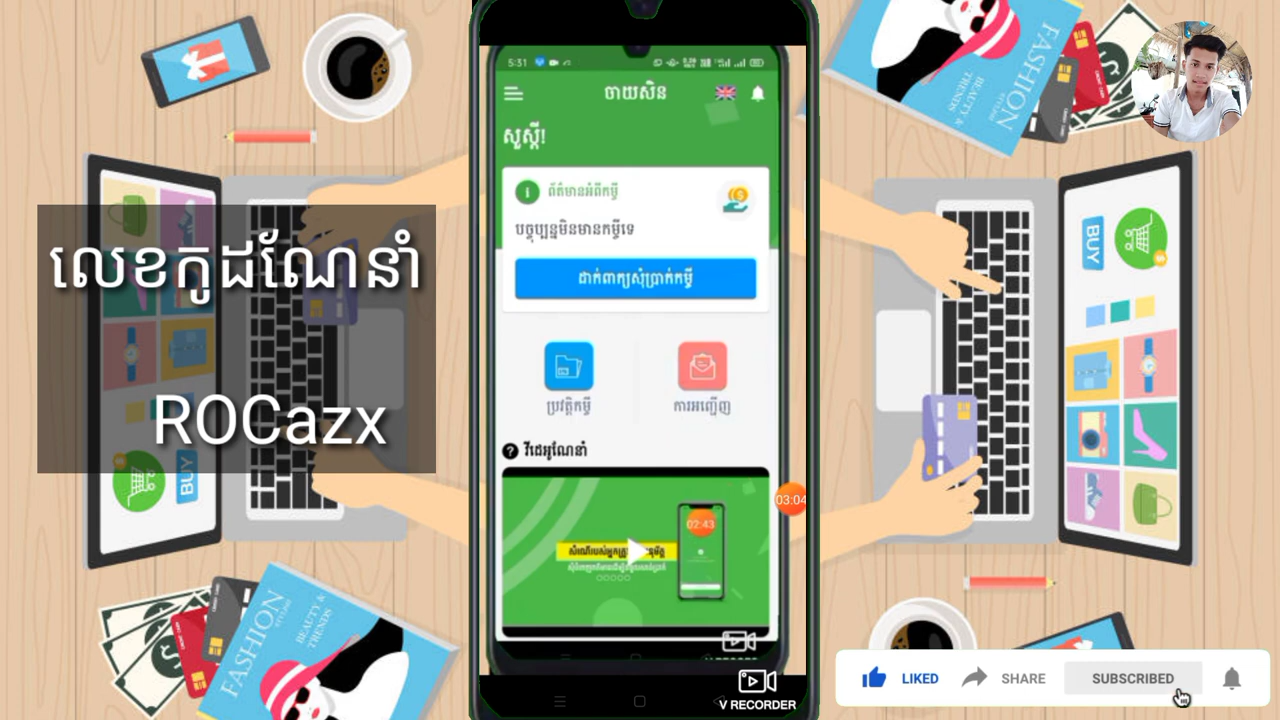 លេខកូដណែនាំ
ROCazx
5:31
ចាយសិន
សួស្តី!
ព័ត៌មានអំពីកម្ចី
បច្ចុប្បន្នមិនមានកម្ចីទេ
ដាក់ពាក្យសុំប្រាក់កម្ចី
ប្រវត្តិកម្ចី
ការអញ្ជើញ
វីដេអូណែនាំ
03:04
02:43
V RECORDER
FASHION
BEAUTY &
TRENDS
BUY
BUY
FASHION
BEAUTY &
TRENDS
LIKED
SHARE
SUBSCRIBED